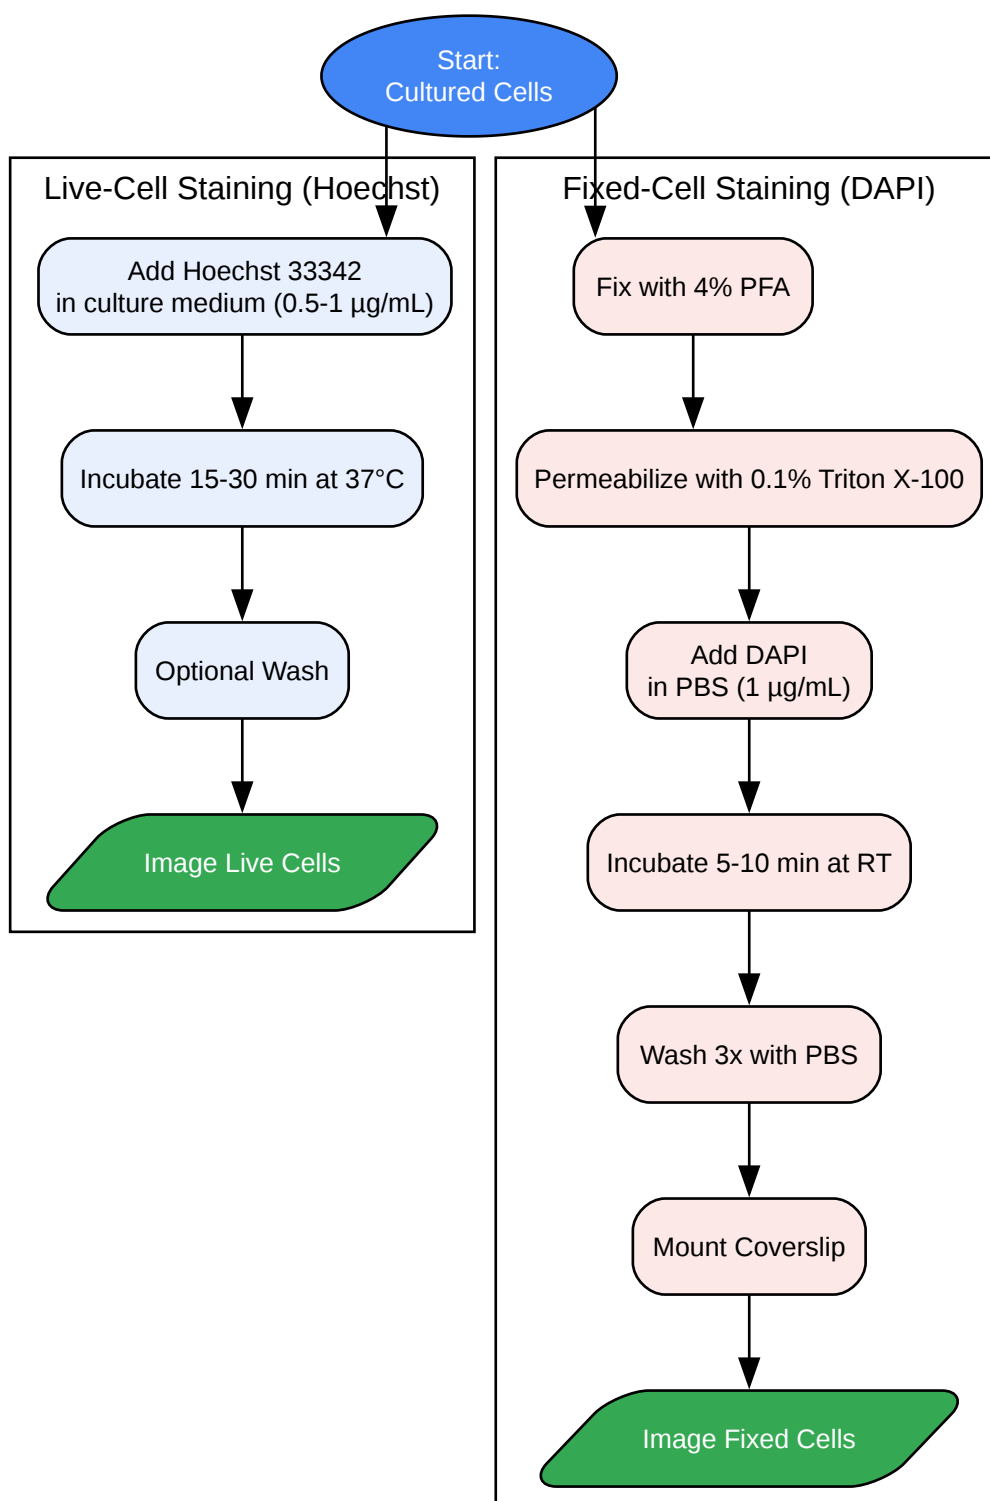 Start:
Cultured Cells
Live-Cell Staining (Hoechst)
Add Hoechst 33342
in culture medium (0.5-1 µg/mL)
Incubate 15-30 min at 37°C
Optional Wash
Image Live Cells
Fixed-Cell Staining (DAPI)
Fix with 4% PFA
Permeabilize with 0.1% Triton X-100
Add DAPI
in PBS (1 µg/mL)
Incubate 5-10 min at RT
Wash 3x with PBS
Mount Coverslip
Image Fixed Cells